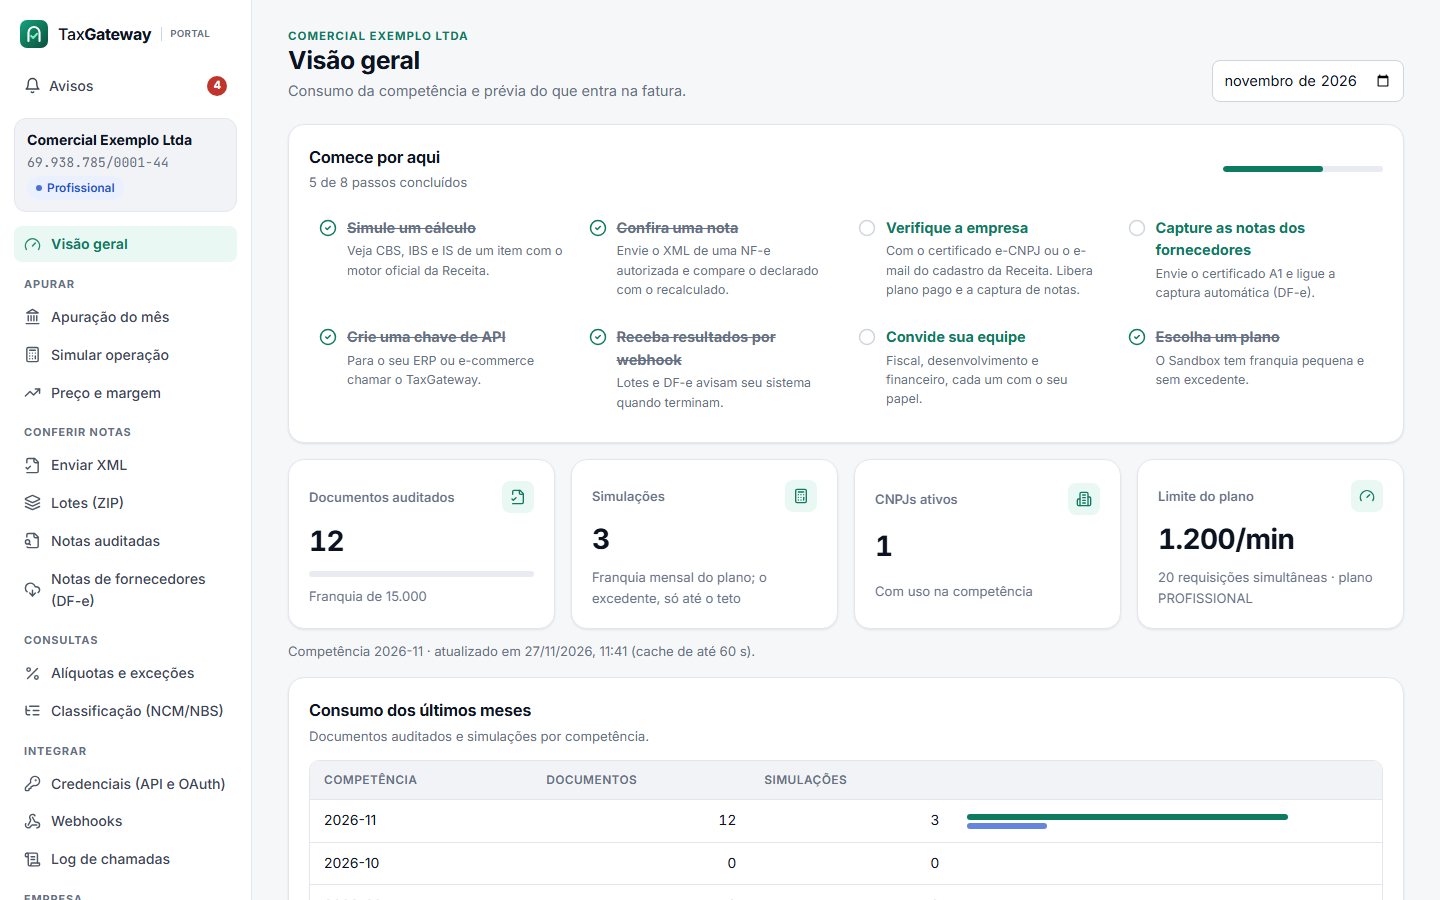 TaxGateway PORTAL
Avisos 4
Comercial Exemplo Ltda
69.938.785/0001-44
Profissional
Visão geral
APURAR
Apuração do mês
Simular operação
Preço e margem
CONFERIR NOTAS
Enviar XML
Lotes (ZIP)
Notas auditadas
Notas de fornecedores
(DF-e)
CONSULTAS
Alíquotas e exceções
Classificação (NCM/NBS)
INTEGRAR
Credenciais (API e OAuth)
Webhooks
Log de chamadas
EMPRESA
COMERCIAL EXEMPLO LTDA
Visão geral
Consumo da competência e prévia do que entra na fatura.
novembro de 2026
Comece por aqui
5 de 8 passos concluídos
Simule um cálculo
Veja CBS, IBS e IS de um item com o
motor oficial da Receita.
Confira uma nota
Envie o XML de uma NF-e
autorizada e compare o declarado
com o recalculado.
Verifique a empresa
Com o certificado e-CNPJ ou o e-
mail do cadastro da Receita. Libera
plano pago e a captura de notas.
Capture as notas dos
fornecedores
Envie o certificado A1 e ligue a
captura automática (DF-e).
Crie uma chave de API
Para o seu ERP ou e-commerce
chamar o TaxGateway.
Receba resultados por
webhook
Lotes e DF-e avisam seu sistema
quando terminam.
Convide sua equipe
Fiscal, desenvolvimento e
financeiro, cada um com o seu
papel.
Escolha um plano
O Sandbox tem franquia pequena e
sem excedente.
Documentos auditados
12
Franquia de 15.000
Simulações
3
Franquia mensal do plano; o
excedente, só até o teto
CNPJs ativos
1
Com uso na competência
Limite do plano
1.200/min
20 requisições simultâneas · plano
PROFISSIONAL
Competência 2026-11 · atualizado em 27/11/2026, 11:41 (cache de até 60 s).
Consumo dos últimos meses
Documentos auditados e simulações por competência.
COMPETÊNCIA DOCUMENTOS SIMULAÇÕES
2026-11 12 3
2026-10 0 0